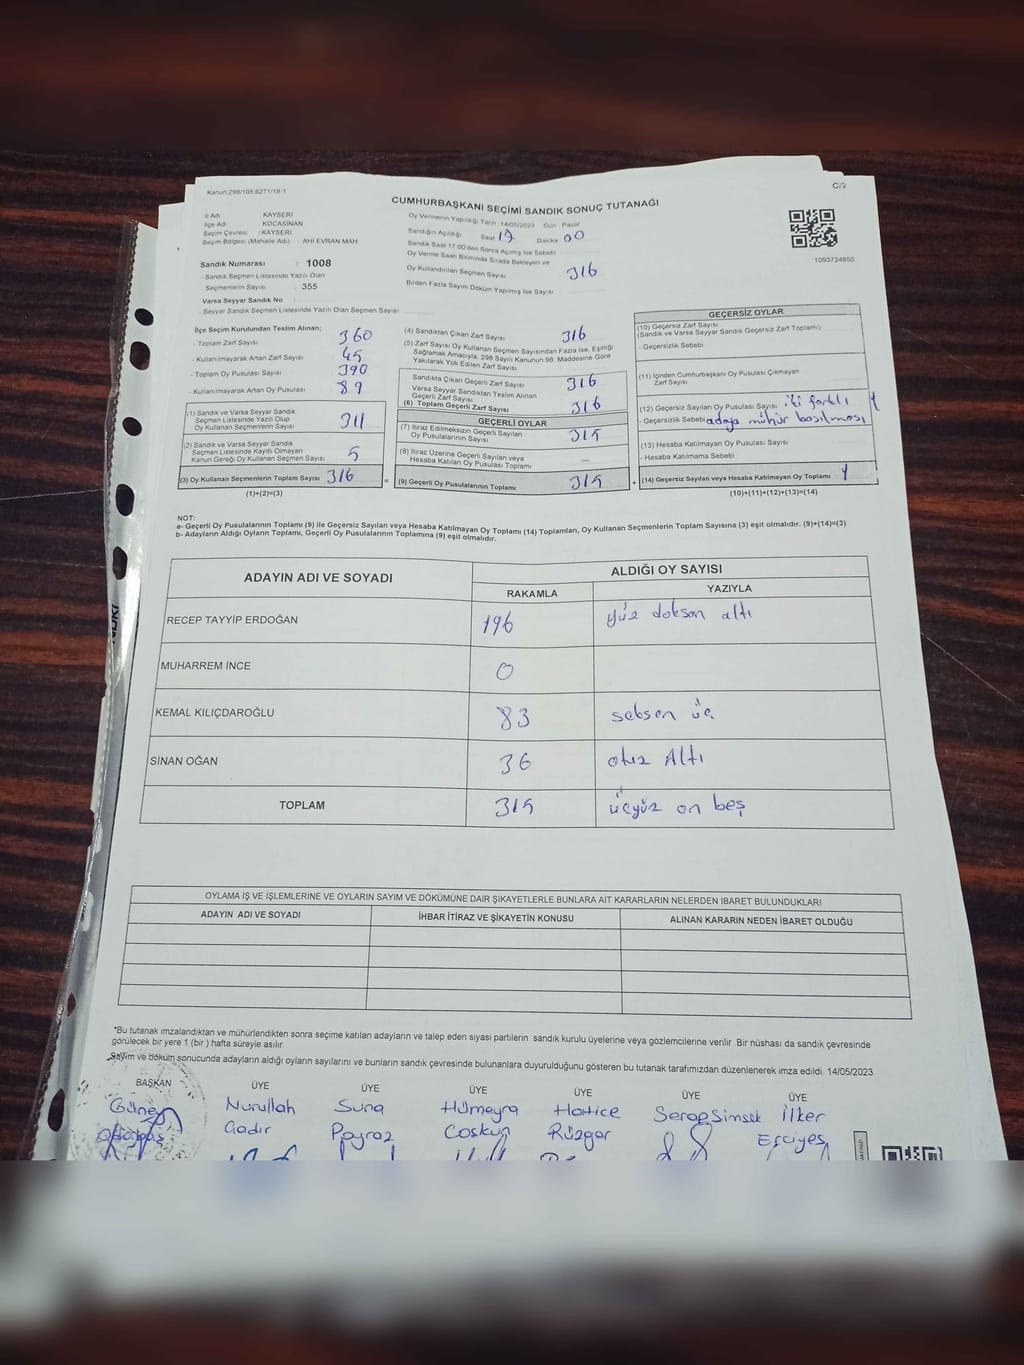 Kanun:298/105:6271/18-1
C/2
CUMHURBAŞKANI SEÇİMİ SANDIK SONUÇ TUTANAĞI
İl Adı : KAYSERİ
İlçe Adı : KOCASİNAN
Seçim Çevresi : KAYSERİ
Seçim Bölgesi (Mahalle Adı) : AHİ EVRAN MAH.
Sandık Numarası : 1008
- Sandık Seçmen Listesinde Yazılı Olan
Seçmenlerin Sayısı : 355
Varsa Seyyar Sandık No
- Seyyar Sandık Seçmen Listesinde Yazılı Olan Seçmen Sayısı
Oy Vermenin Yapıldığı Tarih : 14/05/2023 Gün : Pazar
Sandığın Açıldığı Saat 17 Dakika 00
Sandık Saat 17.00'den Sonra Açılmış İse Sebebi
Oy Verme Saati Bitiminde Sırada Bekleyen ve
Oy Kullandırılan Seçmen Sayısı 316
Birden Fazla Sayım Döküm Yapılmış İse Sayısı
1093724850
İlçe Seçim Kurulundan Teslim Alınan;
- Toplam Zarf Sayısı 360
- Kullanılmayarak Artan Zarf Sayısı 45
- Toplam Oy Pusulası Sayısı 390
- Kullanılmayarak Artan Oy Pusulası 89
(1) Sandık ve Varsa Seyyar Sandık
Seçmen Listesinde Yazılı Olup
Oy Kullanan Seçmenlerin Sayısı 311
(2) Sandık ve Varsa Seyyar Sandık
Seçmen Listesinde Kayıtlı Olmayan
Kanun Gereği Oy Kullanan Seçmen Sayısı 5
(3) Oy Kullanan Seçmenlerin Toplam Sayısı 316
(1)+(2)=(3)
(4) Sandıktan Çıkan Zarf Sayısı 316
(5) Zarf Sayısı Oy Kullanan Seçmen Sayısından Fazla İse, Eşitliği
Sağlamak Amacıyla, 298 Sayılı Kanunun 98. Maddesine Göre
Yakılarak Yok Edilen Zarf Sayısı
Sandıkta Çıkan Geçerli Zarf Sayısı 316
Varsa Seyyar Sandıktan Teslim Alınan
Geçerli Zarf Sayısı
(6) Toplam Geçerli Zarf Sayısı 316
GEÇERLİ OYLAR
(7) İtiraz Edilmeksizin Geçerli Sayılan
Oy Pusulalarının Sayısı 315
(8) İtiraz Üzerine Geçerli Sayılan veya
Hesaba Katılan Oy Pusulası Toplamı –
= (9) Geçerli Oy Pusulalarının Toplamı 315 +
GEÇERSİZ OYLAR
(10) Geçersiz Zarf Sayısı
(Sandık ve Varsa Seyyar Sandık Geçersiz Zarf Toplamı)
- Geçersizlik Sebebi
(11) İçinden Cumhurbaşkanı Oy Pusulası Çıkmayan
Zarf Sayısı
(12) Geçersiz Sayılan Oy Pusulası Sayısı iki farklı 1
- Geçersizlik Sebebi adaya mühür basılması
(13) Hesaba Katılmayan Oy Pusulası Sayısı
- Hesaba Katılmama Sebebi
(14) Geçersiz Sayılan veya Hesaba Katılmayan Oy Toplamı 1
(10)+(11)+(12)+(13)=(14)
NOT:
a- Geçerli Oy Pusulalarının Toplamı (9) ile Geçersiz Sayılan veya Hesaba Katılmayan Oy Toplamı (14) Toplamları, Oy Kullanan Seçmenlerin Toplam Sayısına (3) eşit olmalıdır. (9)+(14)=(3)
b- Adayların Aldığı Oyların Toplamı, Geçerli Oy Pusulalarının Toplamına (9) eşit olmalıdır.
ADAYIN ADI VE SOYADI
ALDIĞI OY SAYISI
RAKAMLA YAZIYLA
RECEP TAYYİP ERDOĞAN 196 yüz doksan altı
MUHARREM İNCE 0
KEMAL KILIÇDAROĞLU 83 seksen üç
SİNAN OĞAN 36 otuz Altı
TOPLAM 315 üçyüz on beş
OYLAMA İŞ VE İŞLEMLERİNE VE OYLARIN SAYIM VE DÖKÜMÜNE DAİR ŞİKAYETLERLE BUNLARA AİT KARARLARIN NELERDEN İBARET BULUNDUKLARI
ADAYIN ADI VE SOYADI İHBAR İTİRAZ VE ŞİKAYETİN KONUSU ALINAN KARARIN NEDEN İBARET OLDUĞU
*Bu tutanak imzalandıktan ve mühürlendikten sonra seçime katılan adayların ve talep eden siyasi partilerin sandık kurulu üyelerine veya gözlemcilerine verilir. Bir nüshası da sandık çevresinde
görülecek bir yere 1 (bir) hafta süreyle asılır.
Sayım ve döküm sonucunda adayların aldığı oyların sayılarını ve bunların sandık çevresinde bulunanlara duyurulduğunu gösteren bu tutanak tarafımızdan düzenlenerek imza edildi. 14/05/2023
BAŞKAN ÜYE ÜYE ÜYE ÜYE ÜYE ÜYE
Güney Nurullah Suna Hümeyra Hatice Serap Şimşek İlker
Gadir Poyraz Coşkun Rüzgar Erciyeş